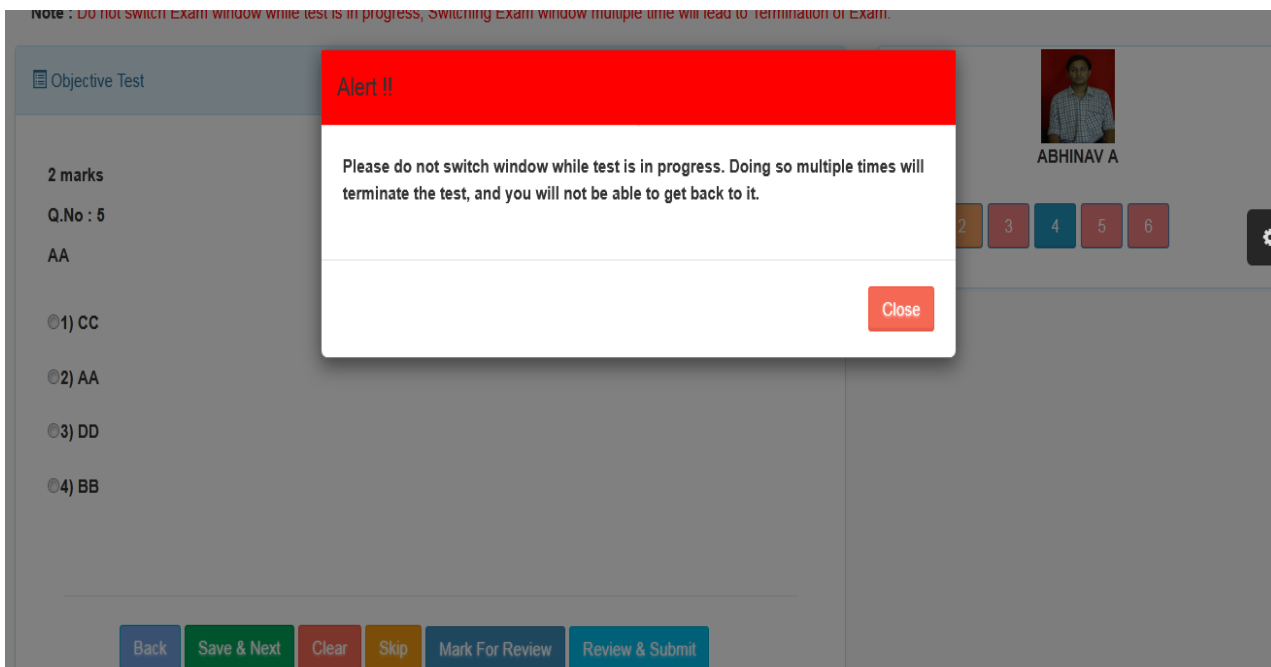 Note : Do not switch Exam window while test is in progress, Switching Exam window multiple time will lead to Termination of Exam.
Objective Test
Alert !!
Please do not switch window while test is in progress. Doing so multiple times will
terminate the test, and you will not be able to get back to it.
Close
2 marks
Q.No : 5
AA
1) CC
2) AA
3) DD
4) BB
Back Save & Next Clear Skip Mark For Review Review & Submit
ABHINAV A
2 3 4 5 6